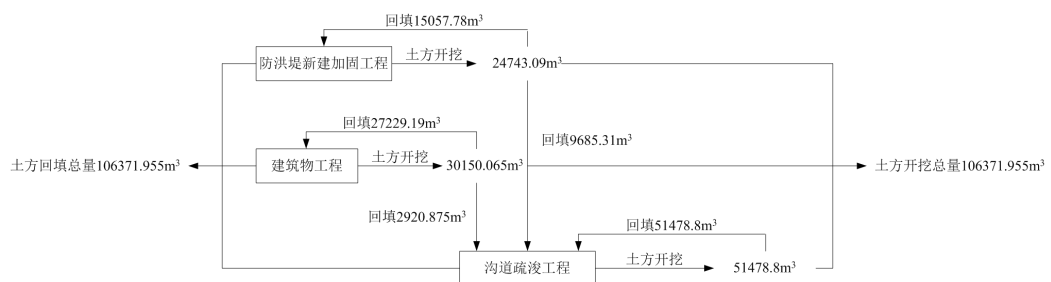 回填15057.78m³
防洪堤新建加固工程
土方开挖
24743.09m³
回填27229.19m³
回填9685.31m³
土方回填总量106371.955m³
建筑物工程
土方开挖
30150.065m³
土方开挖总量106371.955m³
回填2920.875m³
回填51478.8m³
沟道疏浚工程
土方开挖
51478.8m³